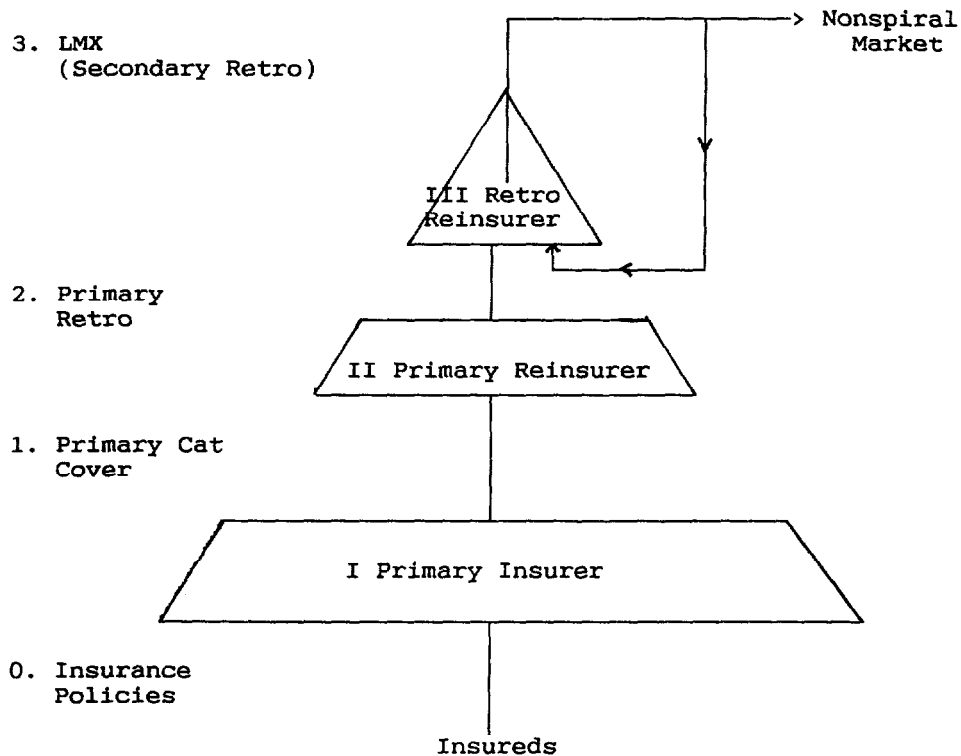 3. LMX
(Secondary Retro)
Nonspiral
Market
III Retro
Reinsurer
2. Primary
Retro
II Primary Reinsurer
1. Primary Cat
Cover
I Primary Insurer
0. Insurance
Policies
Insureds